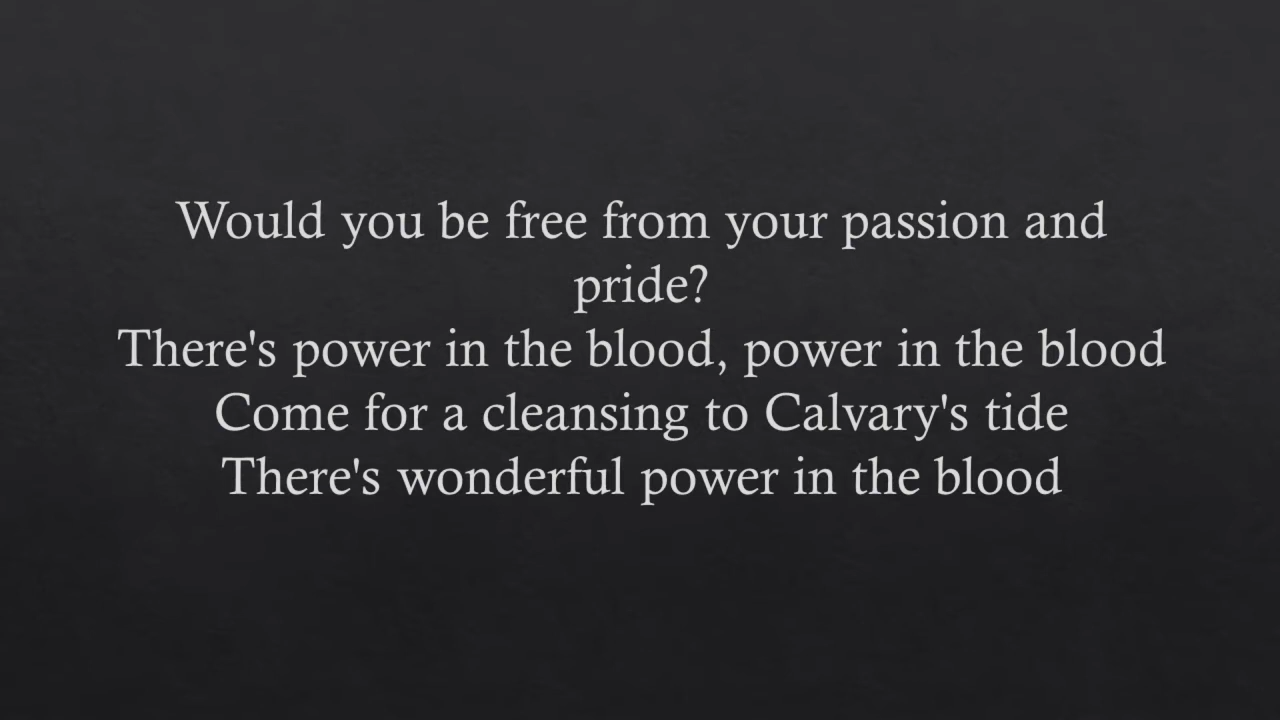 Would you be free from your passion and
pride?
There's power in the blood, power in the blood
Come for a cleansing to Calvary's tide
There's wonderful power in the blood